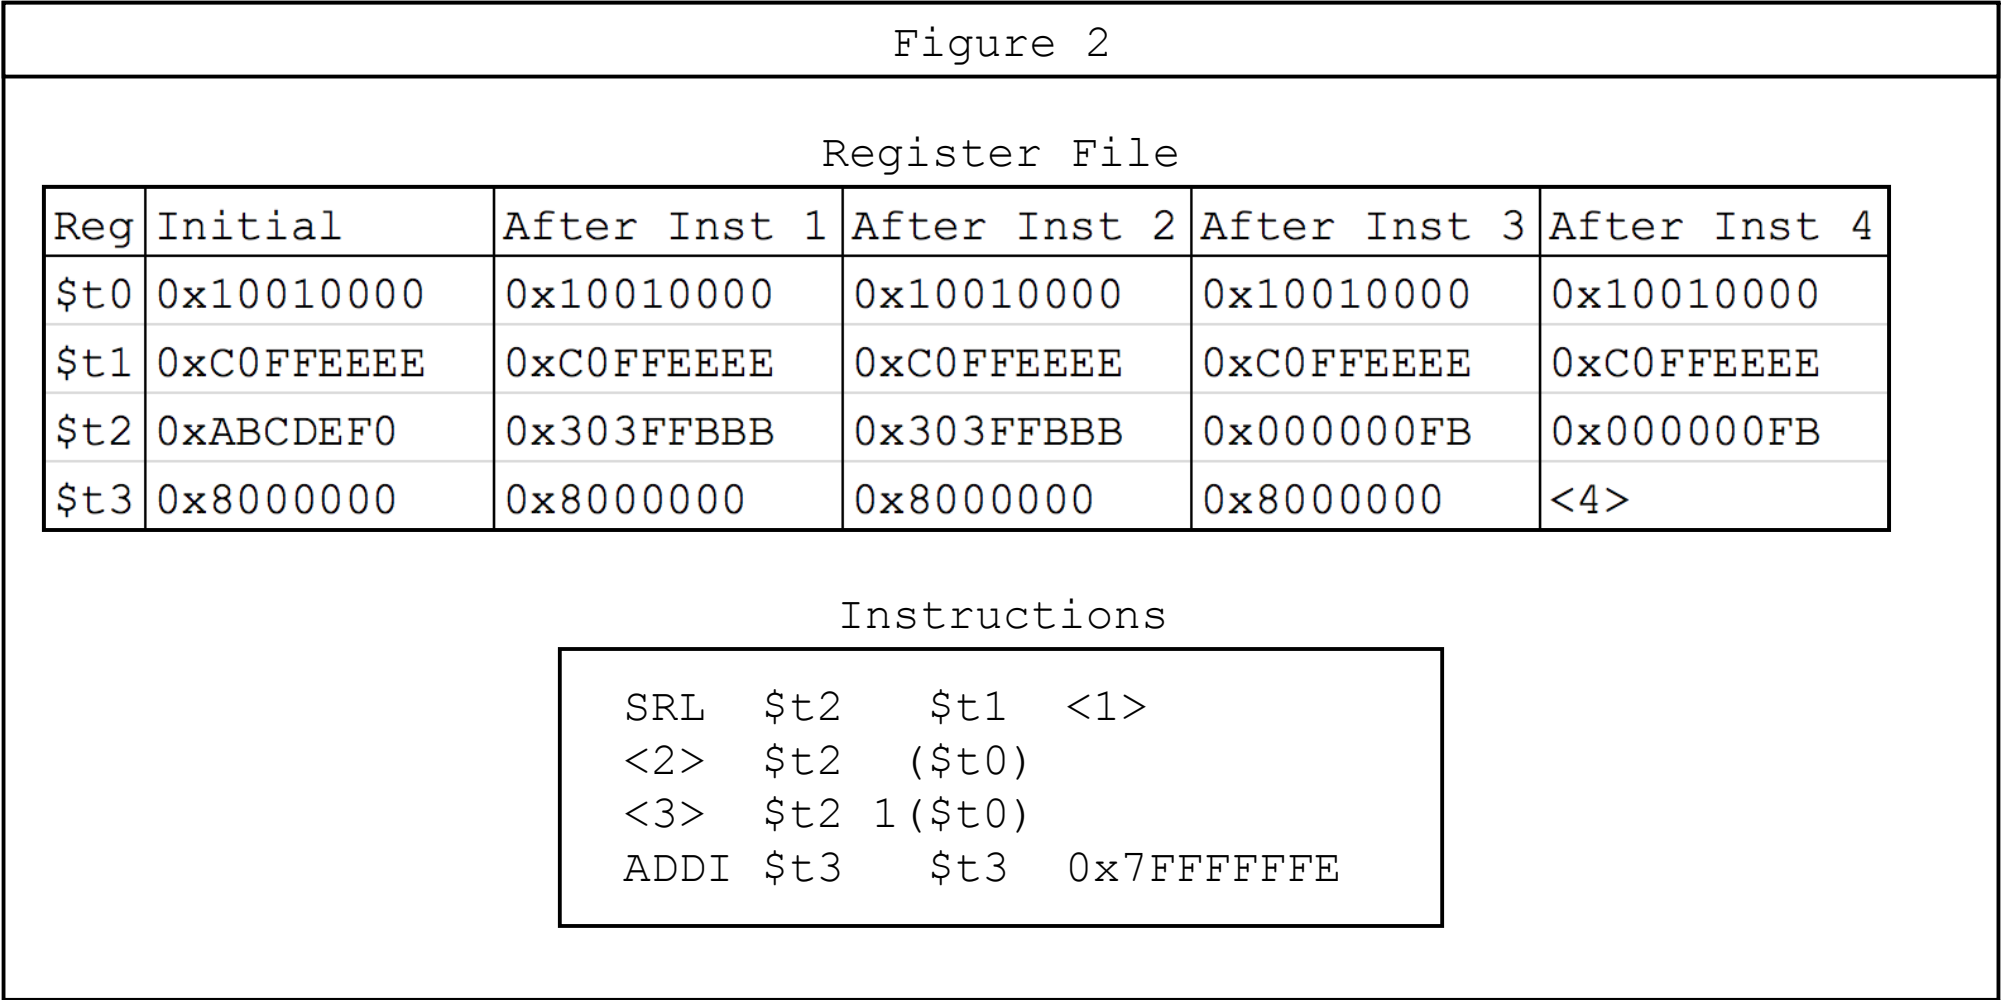 Figure 2
Register File
Reg Initial After Inst 1 After Inst 2 After Inst 3 After Inst 4
$t0 0x10010000 0x10010000 0x10010000 0x10010000 0x10010000
$t1 0xC0FFEEEE 0xC0FFEEEE 0xC0FFEEEE 0xC0FFEEEE 0xC0FFEEEE
$t2 0xABCDEF0 0x303FFBBB 0x303FFBBB 0x000000FB 0x000000FB
$t3 0x8000000 0x8000000 0x8000000 0x8000000 <4>
Instructions
SRL $t2 $t1 <1>
<2> $t2 ($t0)
<3> $t2 1($t0)
ADDI $t3 $t3 0x7FFFFFFE